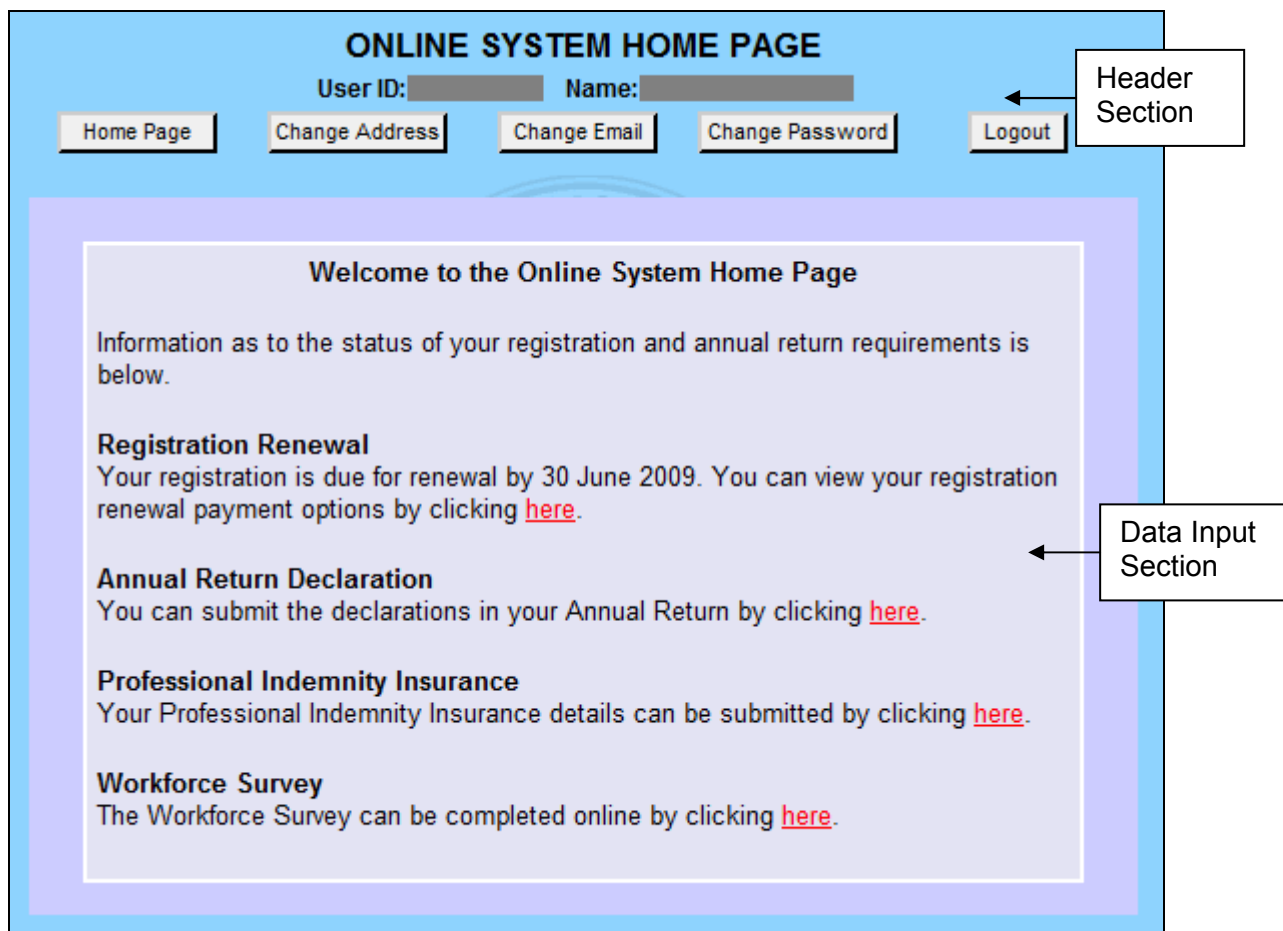 ONLINE SYSTEM HOME PAGE
User ID: Name:
Header
Section
Home Page Change Address Change Email Change Password Logout
Welcome to the Online System Home Page
Information as to the status of your registration and annual return requirements is
below.
Registration Renewal
Your registration is due for renewal by 30 June 2009. You can view your registration
renewal payment options by clicking here.
Data Input
Section
Annual Return Declaration
You can submit the declarations in your Annual Return by clicking here.
Professional Indemnity Insurance
Your Professional Indemnity Insurance details can be submitted by clicking here.
Workforce Survey
The Workforce Survey can be completed online by clicking here.